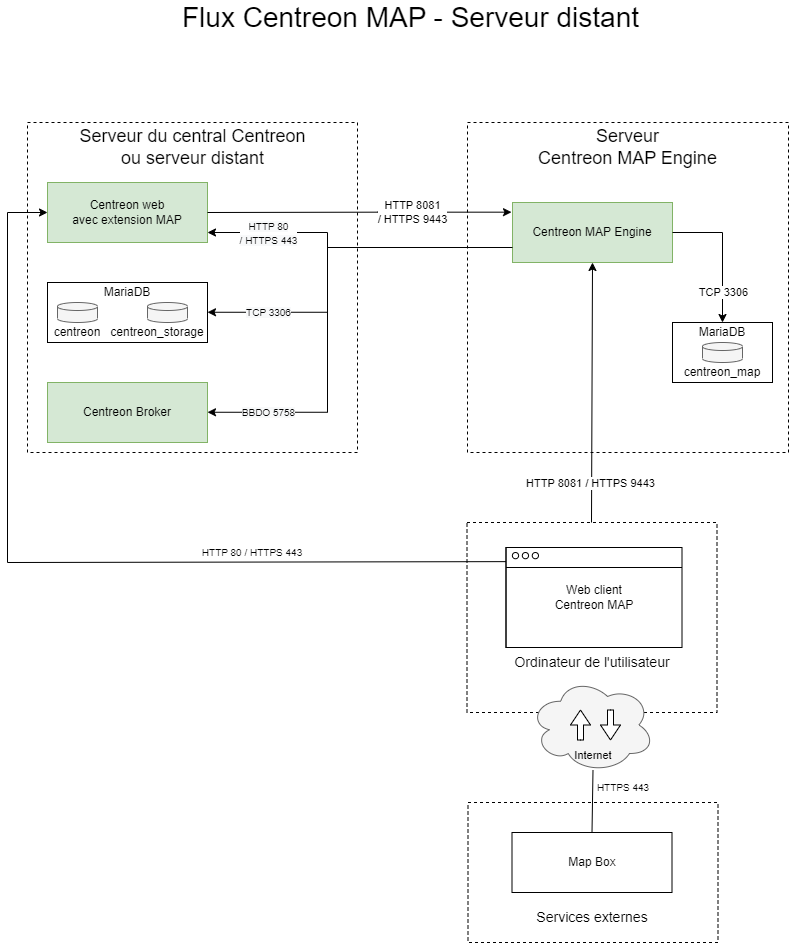 Flux Centreon MAP - Serveur distant
Serveur du central Centreon
ou serveur distant
Centreon web
avec extension MAP
HTTP 80
/ HTTPS 443
MariaDB
centreon
centreon_storage
TCP 3306
Centreon Broker
BBDO 5758
HTTP 8081
/ HTTPS 9443
Serveur
Centreon MAP Engine
Centreon MAP Engine
TCP 3306
MariaDB
centreon_map
HTTP 8081 / HTTPS 9443
HTTP 80 / HTTPS 443
Web client
Centreon MAP
Ordinateur de l'utilisateur
Internet
HTTPS 443
Map Box
Services externes